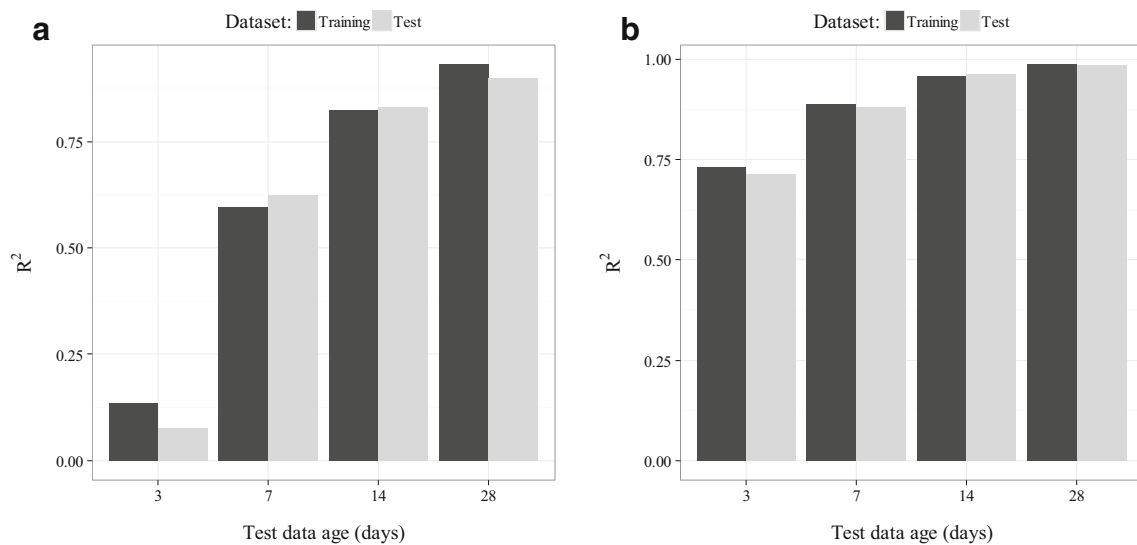 a
Dataset: Training Test
R²
0.75
0.50
0.25
0.00
3 7 14 28
Test data age (days)
b
Dataset: Training Test
R²
1.00
0.75
0.50
0.25
0.00
3 7 14 28
Test data age (days)